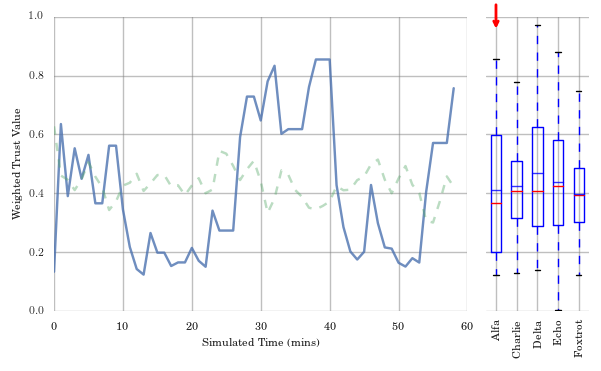 1.0
0.8
0.6
0.4
0.2
0.0
Weighted Trust Value
0 10 20 30 40 50 60
Simulated Time (mins)
Alfa
Charlie
Delta
Echo
Foxtrot